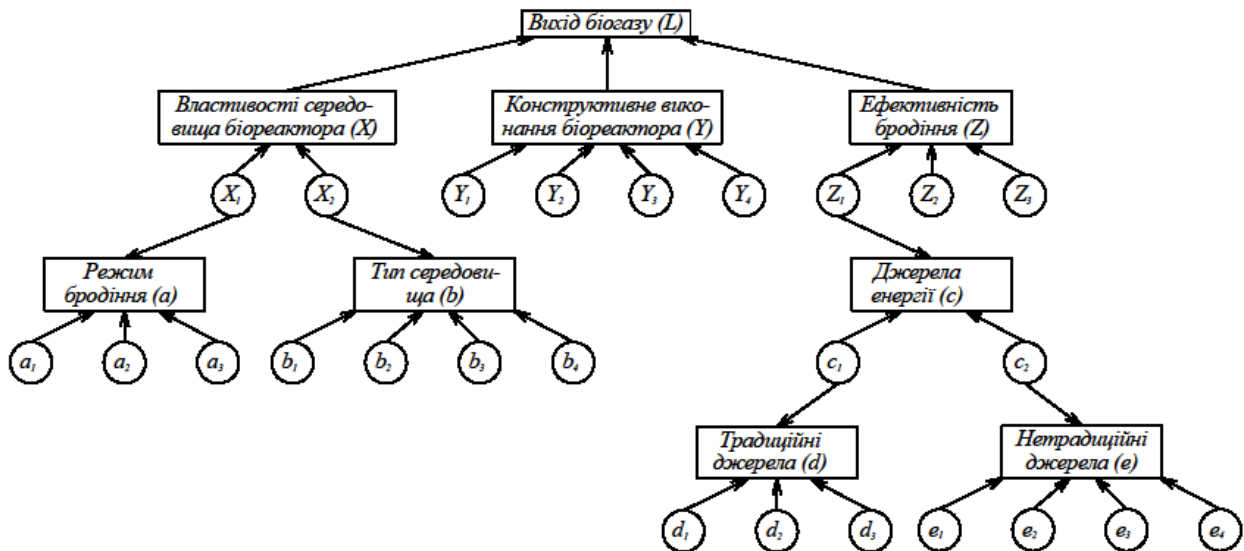 Вихід біогазу (L)
Властивості середо-
вища біореактора (X)
Конструктивне вико-
нання біореактора (Y)
Ефективність
бродіння (Z)
X₁
X₂
Y₁
Y₂
Y₃
Y₄
Z₁
Z₂
Z₃
Режим
бродіння (a)
Тип середови-
ща (b)
Джерела
енергії (c)
a₁
a₂
a₃
b₁
b₂
b₃
b₄
c₁
c₂
Традиційні
джерела (d)
Нетрадиційні
джерела (e)
d₁
d₂
d₃
e₁
e₂
e₃
e₄